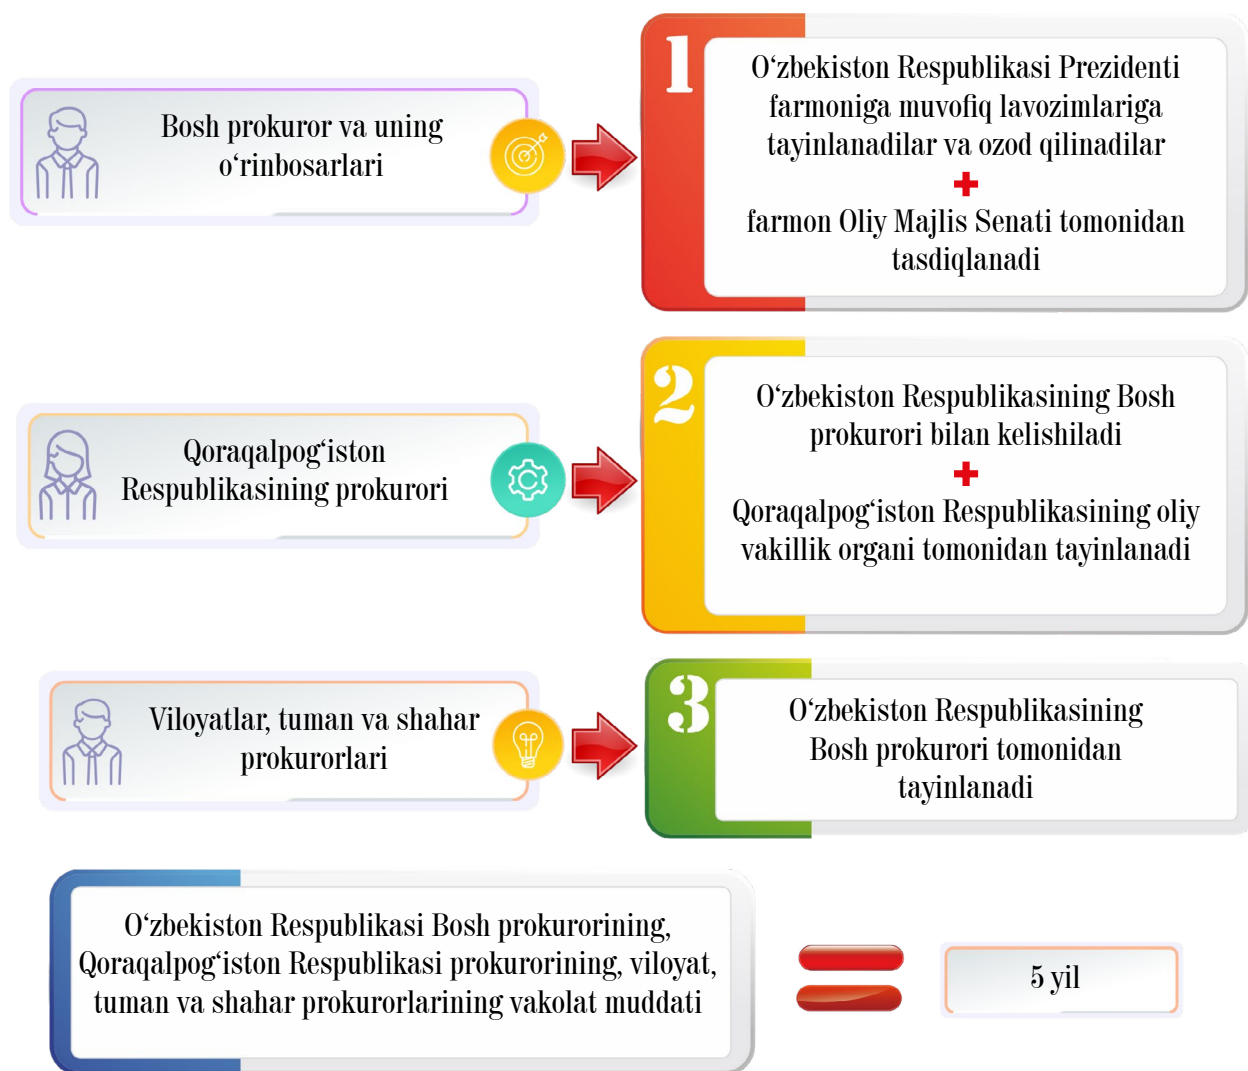 Bosh prokuror va uning
o‘rinbosarlari
1
O‘zbekiston Respublikasi Prezidenti
farmoniga muvofiq lavozimlariga
tayinlanadilar va ozod qilinadilar
+
farmon Oliy Majlis Senati tomonidan
tasdiqlanadi
Qoraqalpog‘iston
Respublikasining prokurori
2
O‘zbekiston Respublikasining Bosh
prokurori bilan kelishiladi
+
Qoraqalpog‘iston Respublikasining oliy
vakillik organi tomonidan tayinlanadi
Viloyatlar, tuman va shahar
prokurorlari
3
O‘zbekiston Respublikasining
Bosh prokurori tomonidan
tayinlanadi
O‘zbekiston Respublikasi Bosh prokurorining,
Qoraqalpog‘iston Respublikasi prokurorining, viloyat,
tuman va shahar prokurorlarining vakolat muddati
=
5 yil